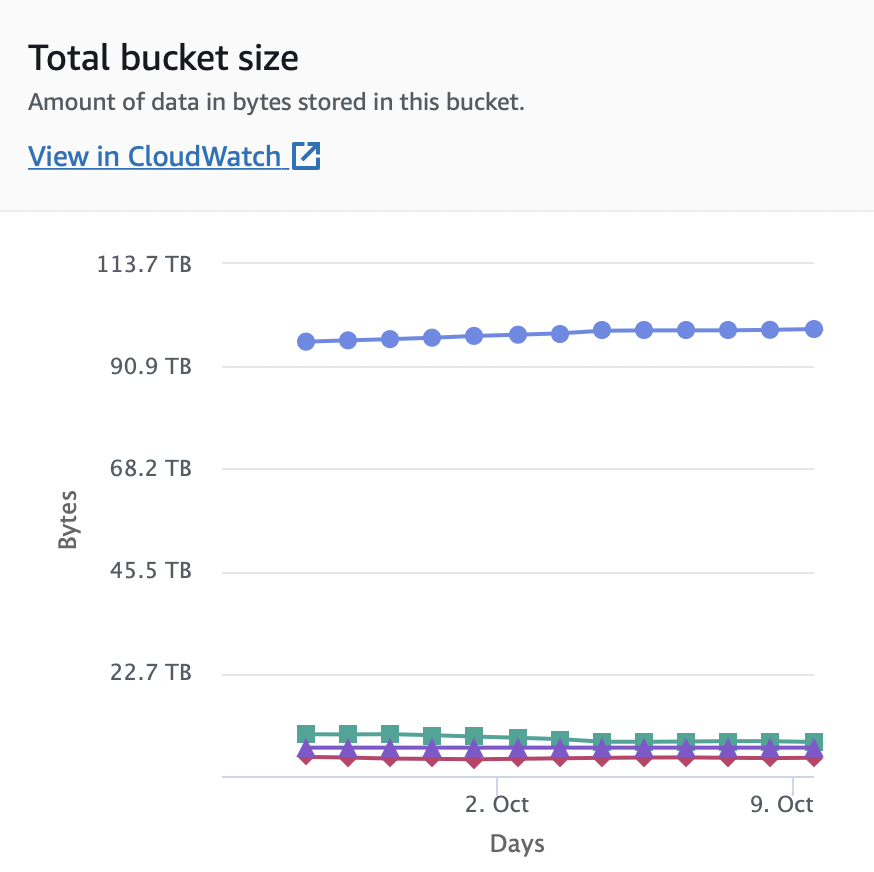 Total bucket size
Amount of data in bytes stored in this bucket.
View in CloudWatch
113.7 TB
90.9 TB
68.2 TB
45.5 TB
22.7 TB
Bytes
2. Oct
9. Oct
Days